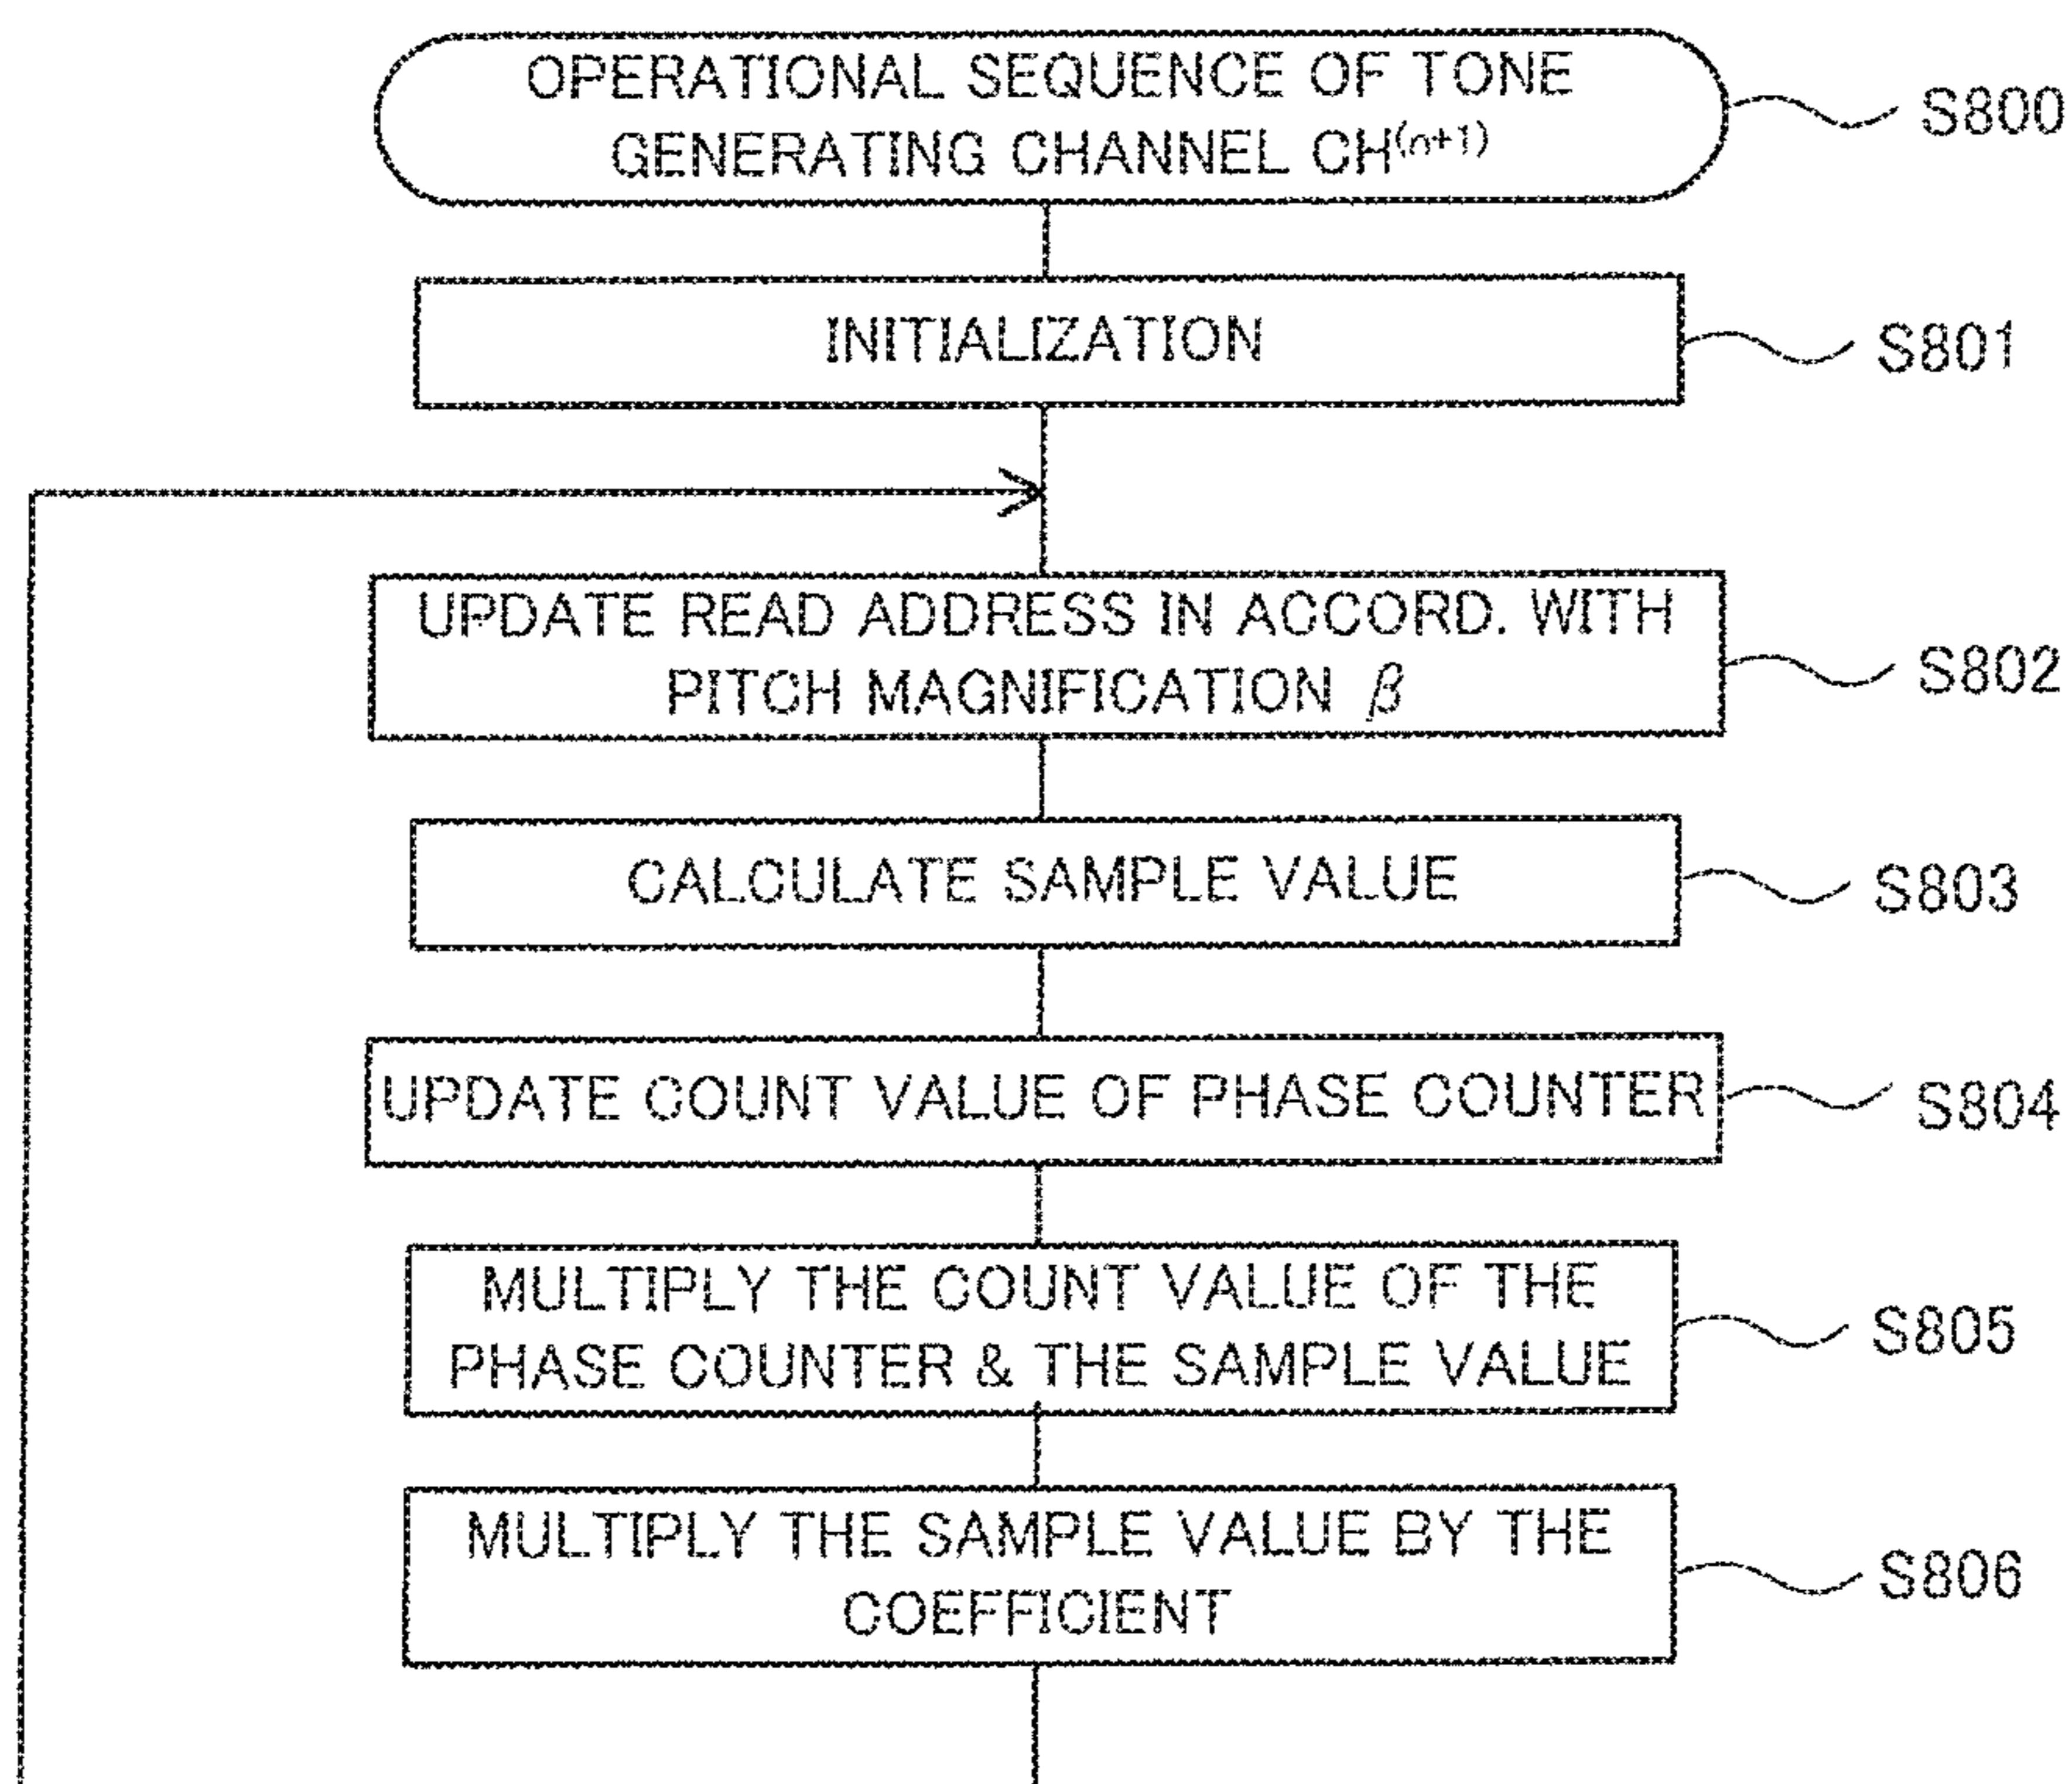 OPERATIONAL SEQUENCE OF TONE
GENERATING CHANNEL CH⁽ⁿ⁺¹⁾
S800
INITIALIZATION
S801
UPDATE READ ADDRESS IN ACCORD. WITH
PITCH MAGNIFICATION β
S802
CALCULATE SAMPLE VALUE
S803
UPDATE COUNT VALUE OF PHASE COUNTER
S804
MULTIPLY THE COUNT VALUE OF THE
PHASE COUNTER & THE SAMPLE VALUE
S805
MULTIPLY THE SAMPLE VALUE BY THE
COEFFICIENT
S806